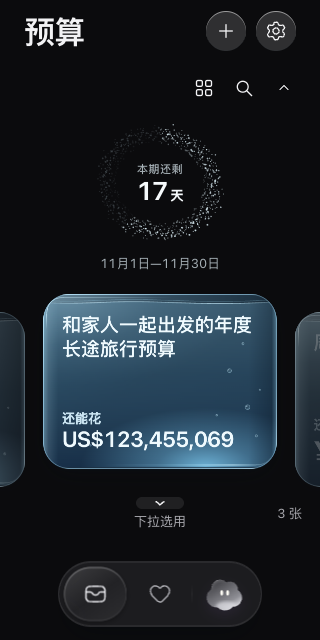 预算
本期还剩
17 天
11月1日—11月30日
和家人一起出发的年度
长途旅行预算
还能花
US$123,455,069
下拉选用
3 张